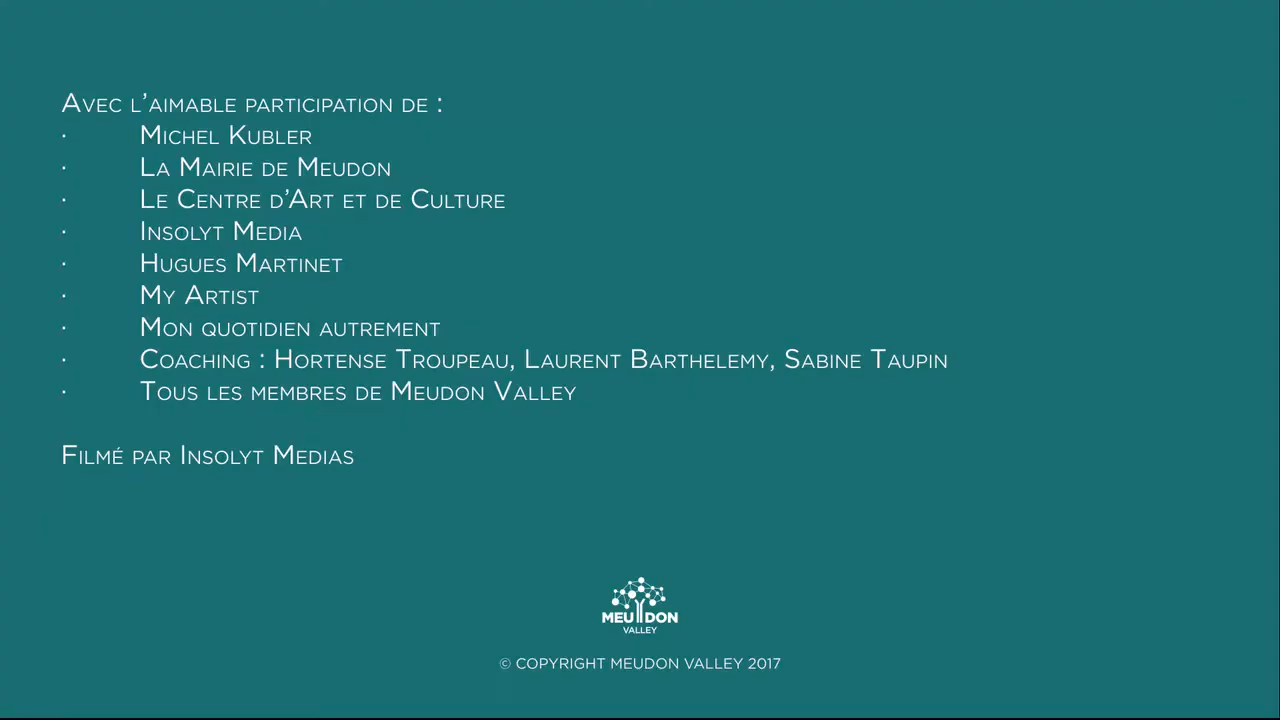 Avec l'aimable participation de :
· Michel Kubler
· La Mairie de Meudon
· Le Centre d'Art et de Culture
· Insolyt Media
· Hugues Martinet
· My Artist
· Mon quotidien autrement
· Coaching : Hortense Troupeau, Laurent Barthelemy, Sabine Taupin
· Tous les membres de Meudon Valley
Filmé par Insolyt Medias
MEUDON
VALLEY
© COPYRIGHT MEUDON VALLEY 2017